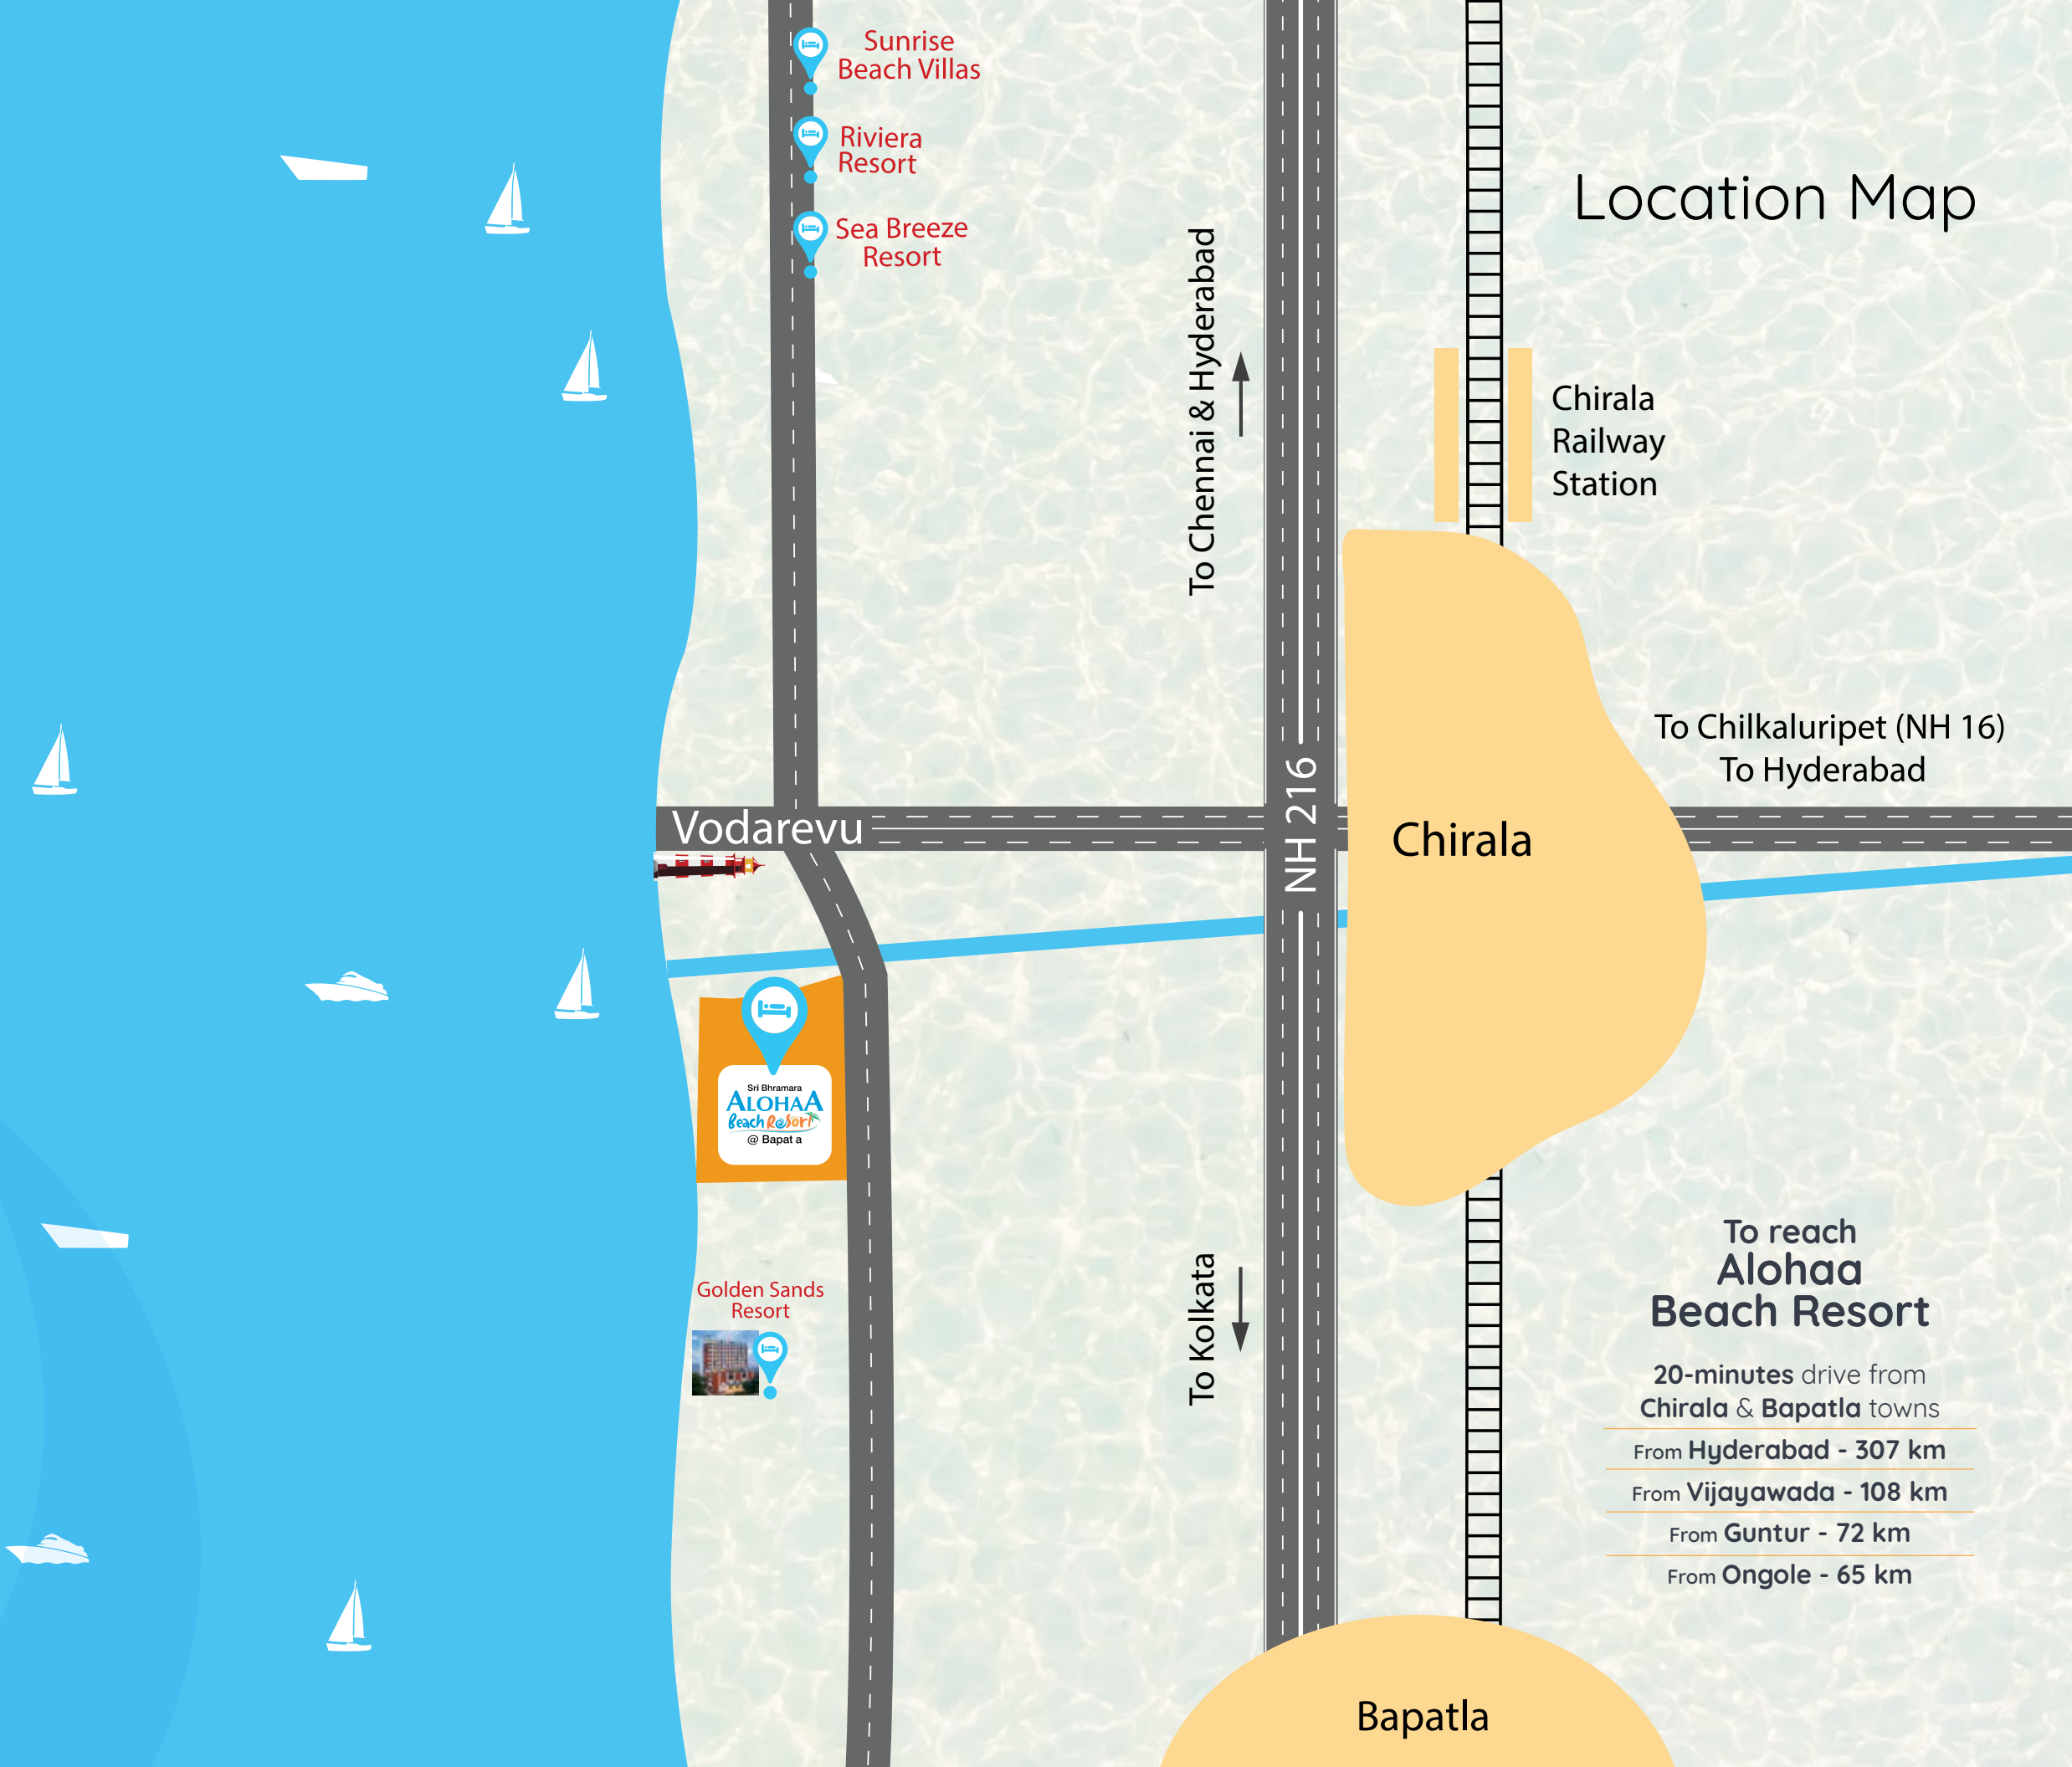 Sunrise
Beach Villas
Riviera
Resort
Sea Breeze
Resort
Location Map
To Chennai & Hyderabad
Chirala
Railway
Station
To Chilkaluripet (NH 16)
To Hyderabad
Vodarevu
NH 216
Chirala
Sri Bhramara
ALOHAA
Beach Resort
@ Bapat a
Golden Sands
Resort
To Kolkata
To reach
Alohaa
Beach Resort
20-minutes drive from
Chirala & Bapatla towns
From Hyderabad - 307 km
From Vijayawada - 108 km
From Guntur - 72 km
From Ongole - 65 km
Bapatla